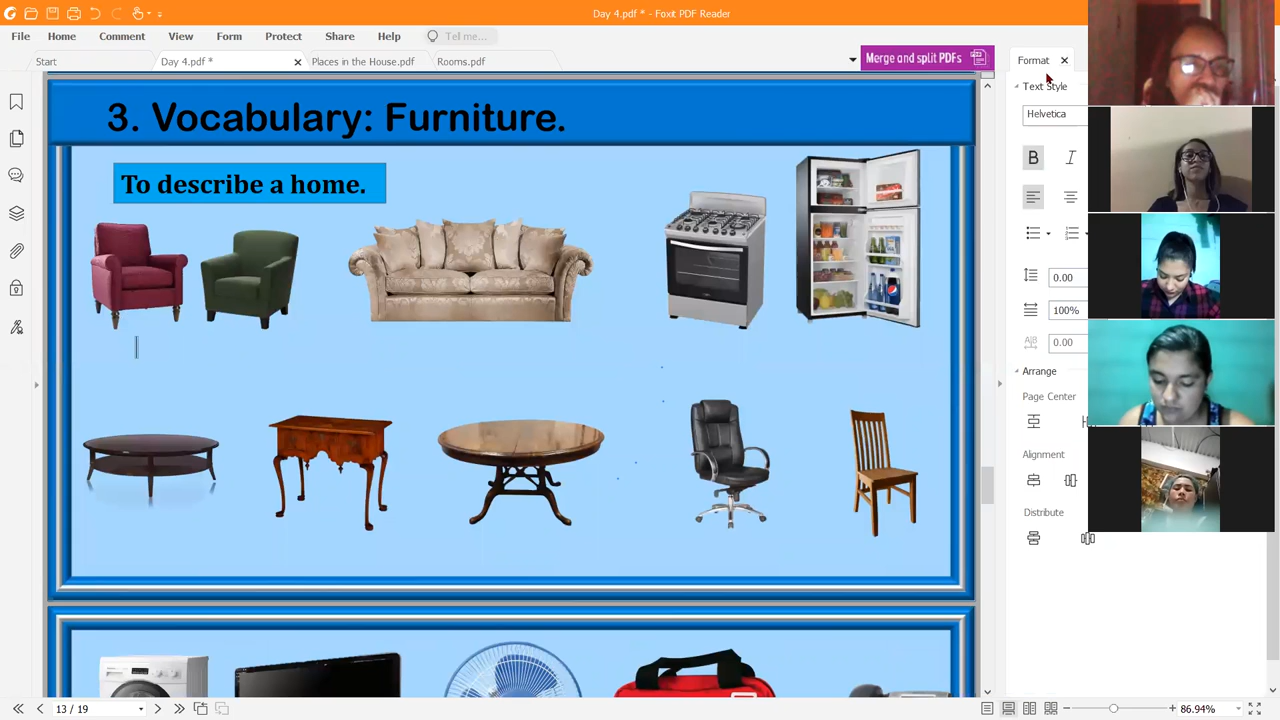 Day 4.pdf * - Foxit PDF Reader
File Home Comment View Form Protect Share Help Tell me...
Start Day 4.pdf * Places in the House.pdf Rooms.pdf
Merge and split PDFs
Format
Text Style
Helvetica
B I
0.00
100%
0.00
Arrange
Page Center
Alignment
Distribute
3. Vocabulary: Furniture.
To describe a home.
13 / 19
86.94%